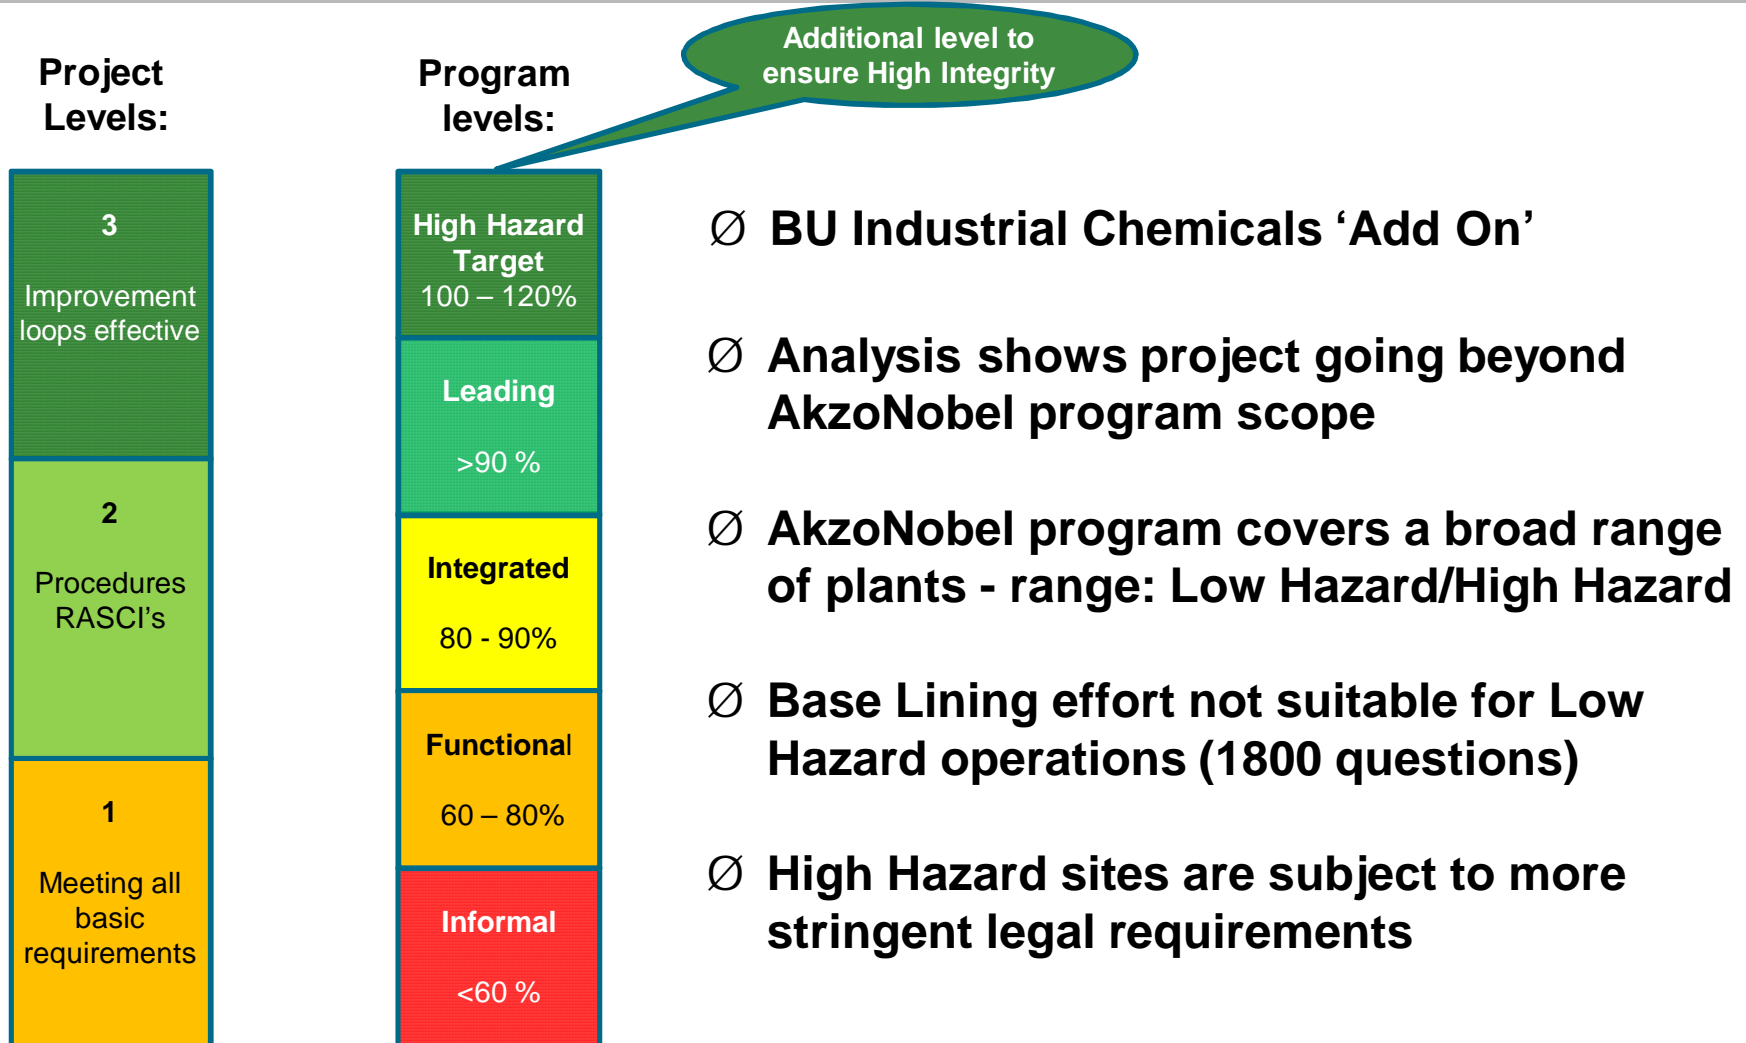 Additional level to
ensure High Integrity
Project
Levels:
3
Improvement
loops effective
2
Procedures
RASCI's
1
Meeting all
basic
requirements
Program
levels:
High Hazard
Target
100 – 120%
Leading
>90 %
Integrated
80 - 90%
Functional
60 – 80%
Informal
<60 %
Ø BU Industrial Chemicals ‘Add On’
Ø Analysis shows project going beyond
AkzoNobel program scope
Ø AkzoNobel program covers a broad range
of plants - range: Low Hazard/High Hazard
Ø Base Lining effort not suitable for Low
Hazard operations (1800 questions)
Ø High Hazard sites are subject to more
stringent legal requirements